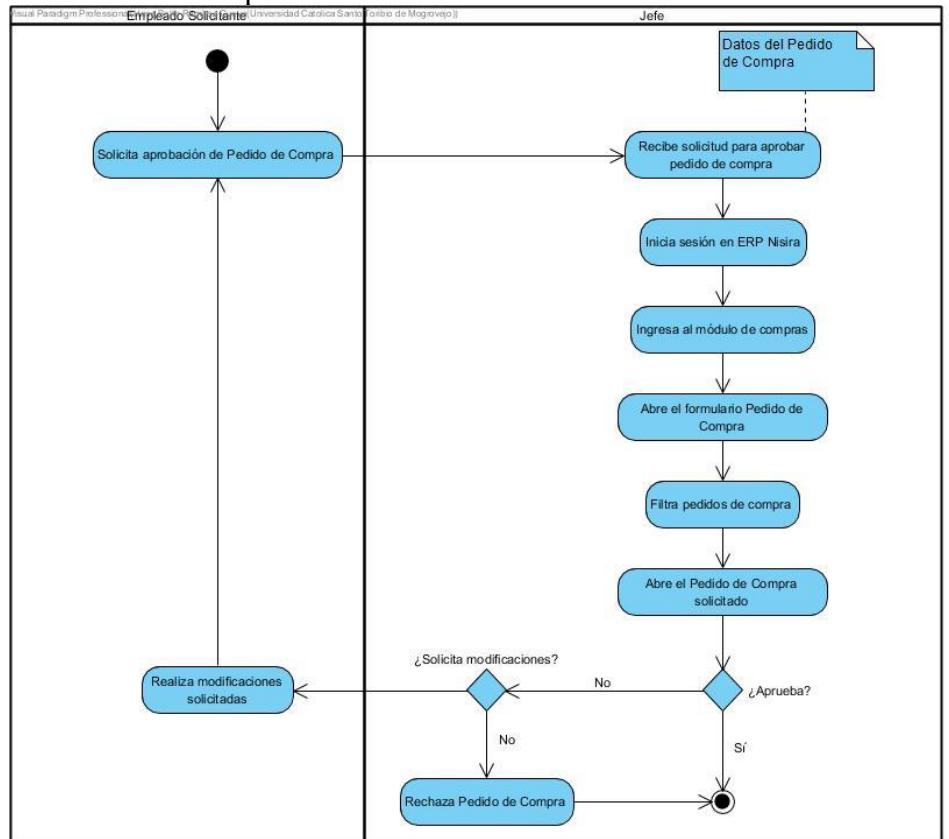 Empleado Solicitante
Jefe
Datos del Pedido
de Compra
Solicita aprobación de Pedido de Compra
Recibe solicitud para aprobar
pedido de compra
Inicia sesión en ERP Nisira
Ingresa al módulo de compras
Abre el formulario Pedido de
Compra
Filtra pedidos de compra
Abre el Pedido de Compra
solicitado
¿Solicita modificaciones?
Realiza modificaciones
solicitadas
No
¿Aprueba?
No
Sí
Rechaza Pedido de Compra